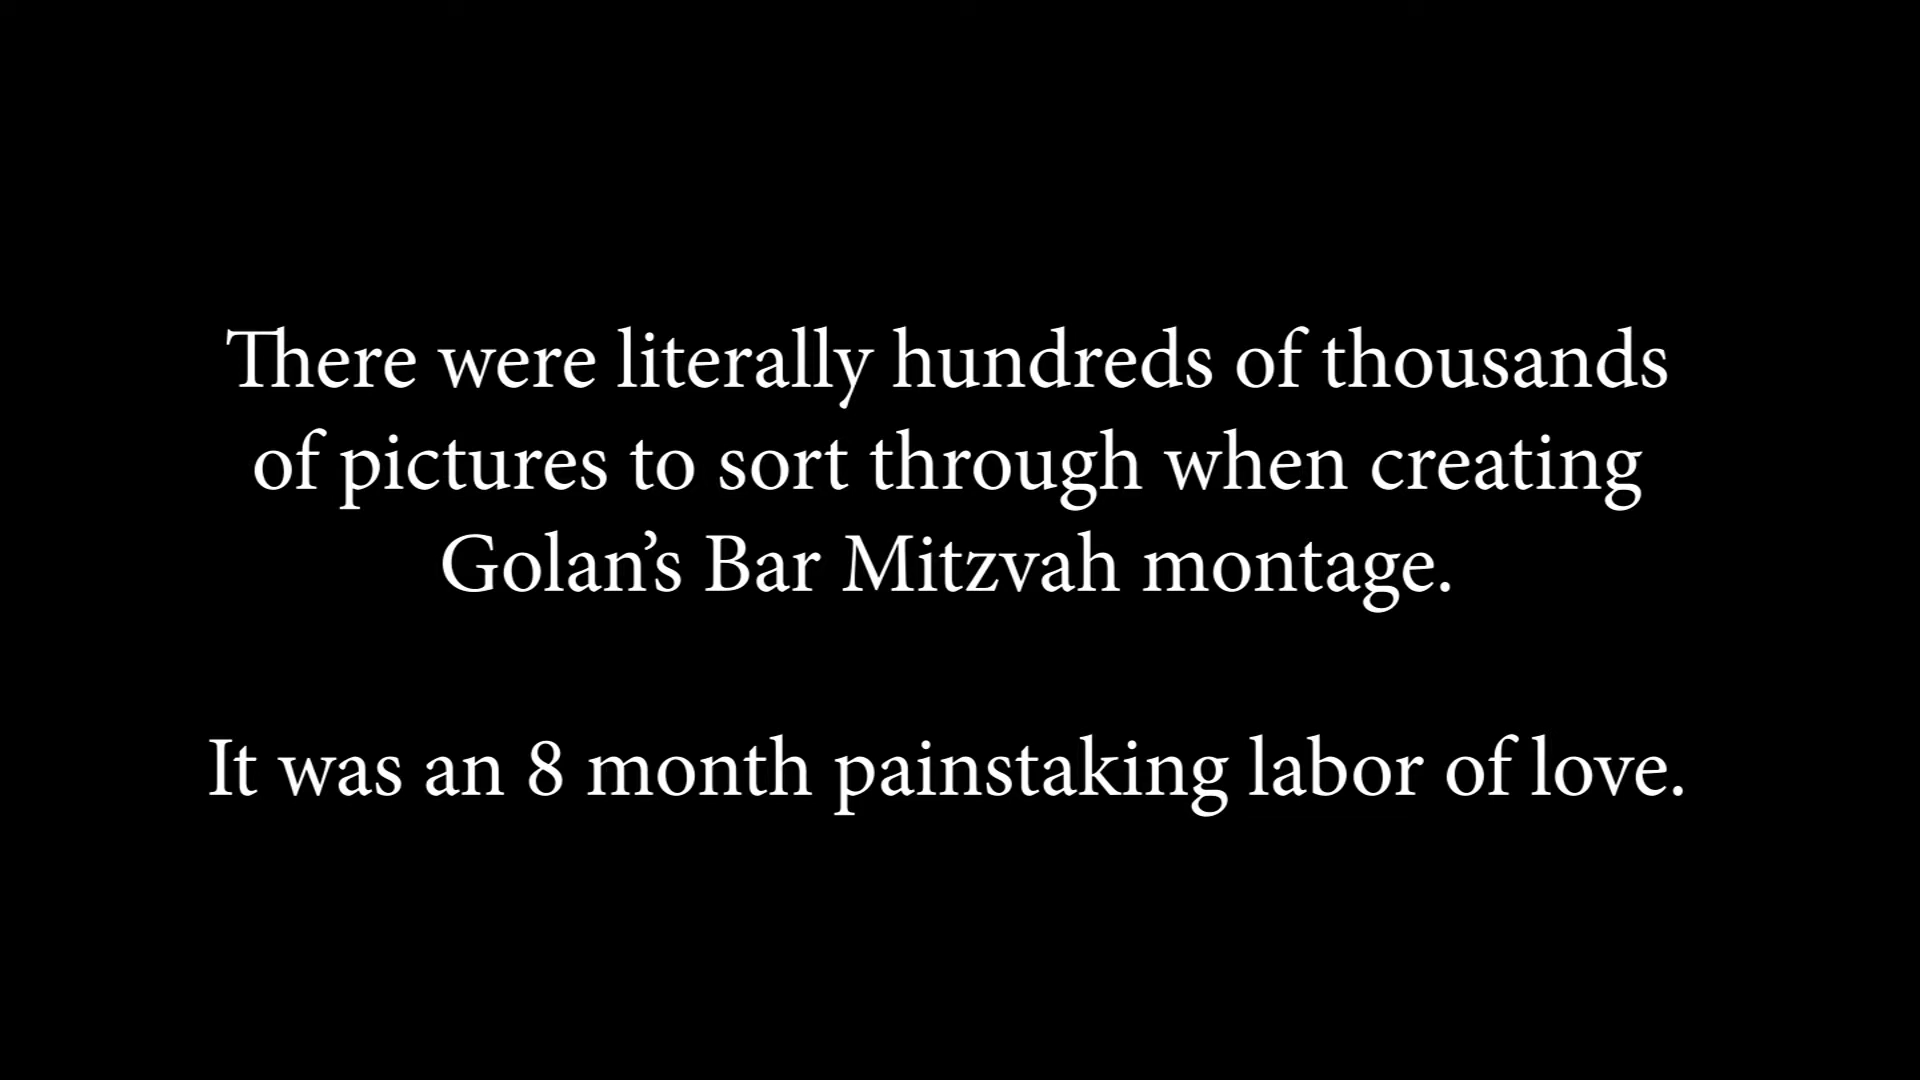 There were literally hundreds of thousands
of pictures to sort through when creating
Golan’s Bar Mitzvah montage.
It was an 8 month painstaking labor of love.